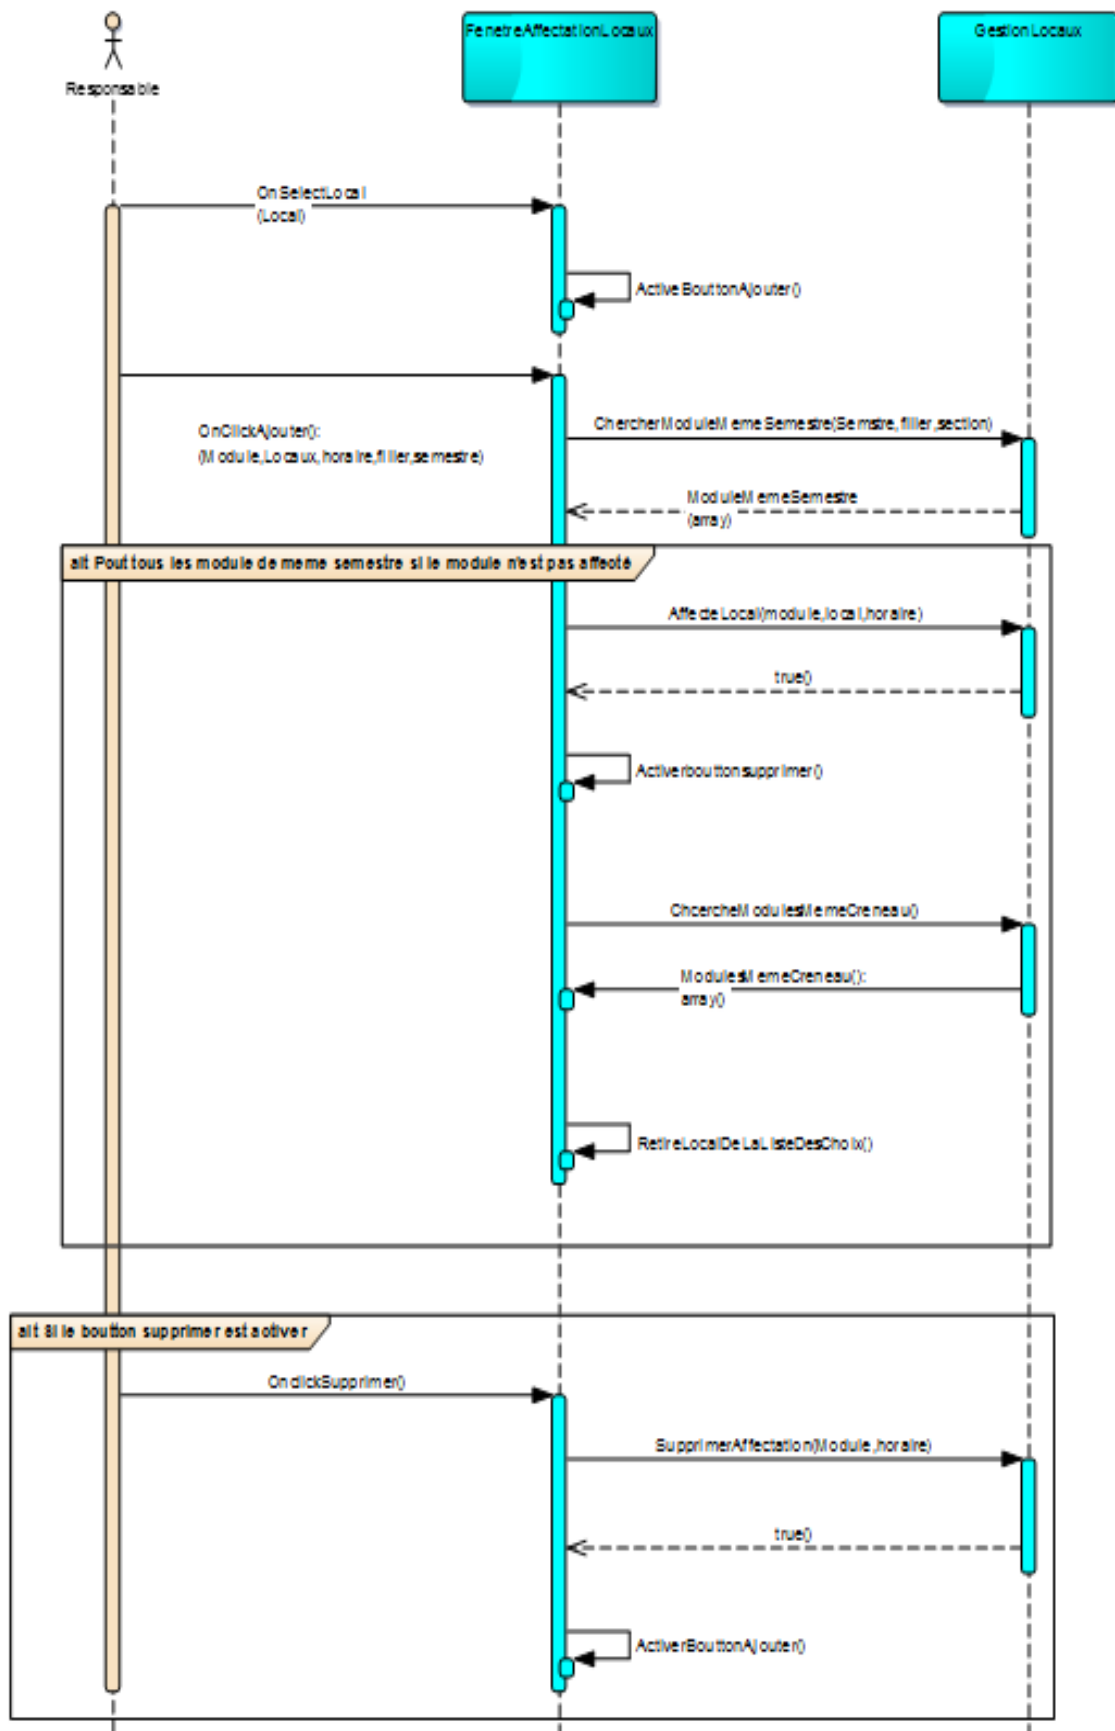 Responsable
FenetreAffectationLocaux
GestionLocaux
OnSelectLocal
(Local)
ActiveBouttonAjouter()
OnClickAjouter():
(Module,Locaux,horaire,filier,semestre)
ChercherModuleMemeSemestre(Semstre,filier,section)
ModuleMemeSemestre
(array)
alt Pout tous les module de meme semestre si le module n'est pas affecté
AffecteLocal(module,local,horaire)
true()
Activerbouttonsupprimer()
ChcercheModulesMemeCreneau()
ModulesMemeCreneau():
array()
RetireLocalDeLaListeDesChoix()
alt Si le boutton supprimer est activer
OnclickSupprimer()
SupprimerAffectation(Module,horaire)
true()
ActiverBouttonAjouter()